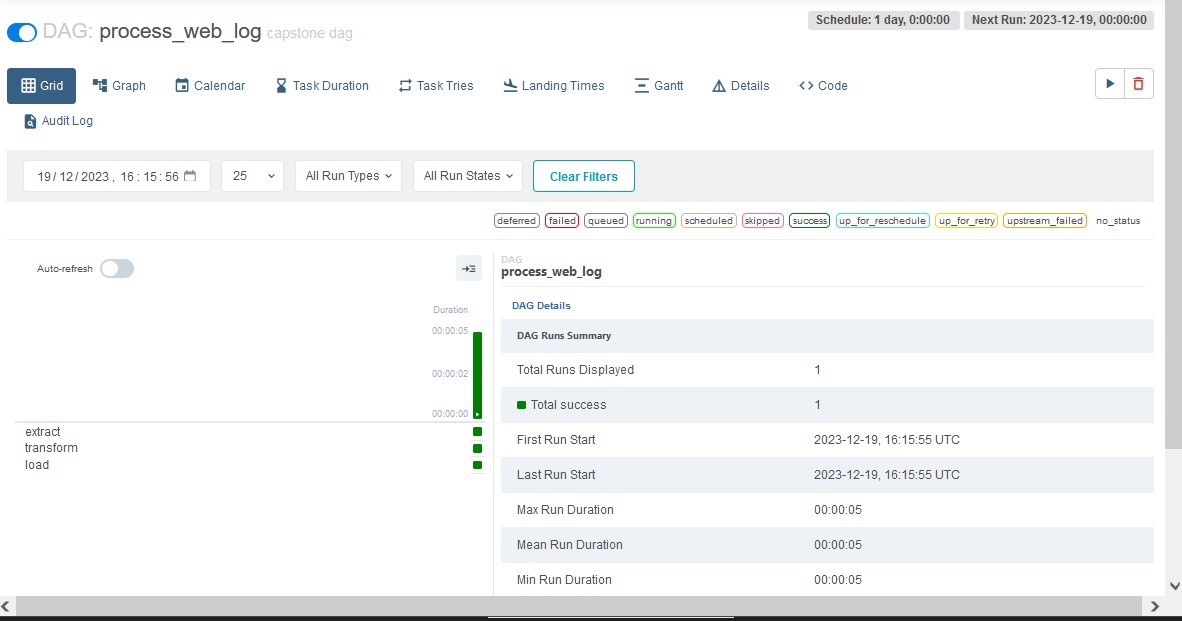 DAG: process_web_log capstone dag
Schedule: 1 day, 0:00:00 Next Run: 2023-12-19, 00:00:00
Grid Graph Calendar Task Duration Task Tries Landing Times Gantt Details Code
Audit Log
19/12/2023, 16:15:56 25 All Run Types All Run States Clear Filters
deferred failed queued running scheduled skipped success up_for_reschedule up_for_retry upstream_failed no_status
Auto-refresh
Duration
00:00:05
00:00:02
00:00:00
extract
transform
load
DAG
process_web_log
DAG Details
DAG Runs Summary
Total Runs Displayed 1
Total success 1
First Run Start 2023-12-19, 16:15:55 UTC
Last Run Start 2023-12-19, 16:15:55 UTC
Max Run Duration 00:00:05
Mean Run Duration 00:00:05
Min Run Duration 00:00:05